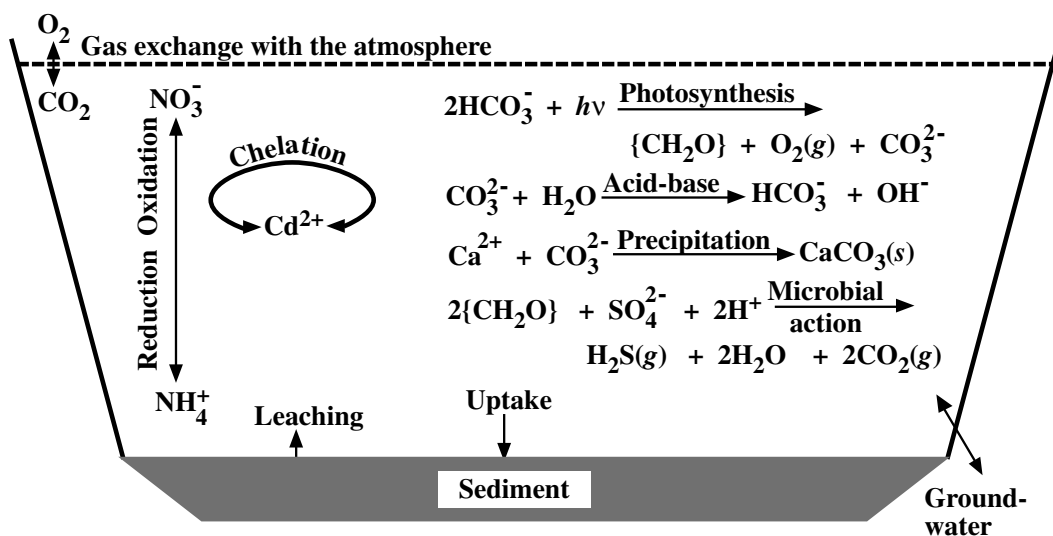 O₂
Gas exchange with the atmosphere
CO₂
NO₃⁻
Reduction Oxidation
NH₄⁺
Chelation
Cd²⁺
2HCO₃⁻ + hν Photosynthesis
{CH₂O} + O₂(g) + CO₃²⁻
CO₃²⁻ + H₂O Acid-base HCO₃⁻ + OH⁻
Ca²⁺ + CO₃²⁻ Precipitation CaCO₃(s)
2{CH₂O} + SO₄²⁻ + 2H⁺ Microbial
action
H₂S(g) + 2H₂O + 2CO₂(g)
Leaching
Uptake
Sediment
Ground-
water